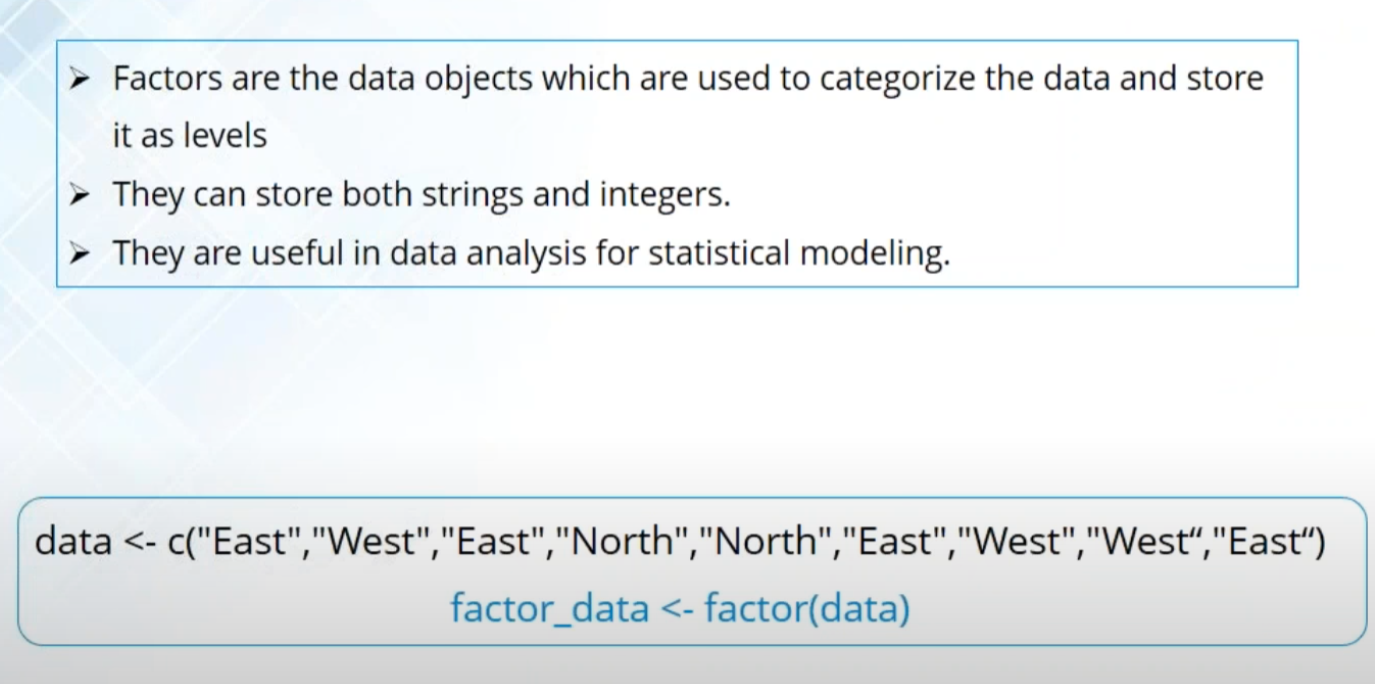 ➢ Factors are the data objects which are used to categorize the data and store
it as levels
➢ They can store both strings and integers.
➢ They are useful in data analysis for statistical modeling.
data <- c("East","West","East","North","North","East","West","West“,"East“)
factor_data <- factor(data)